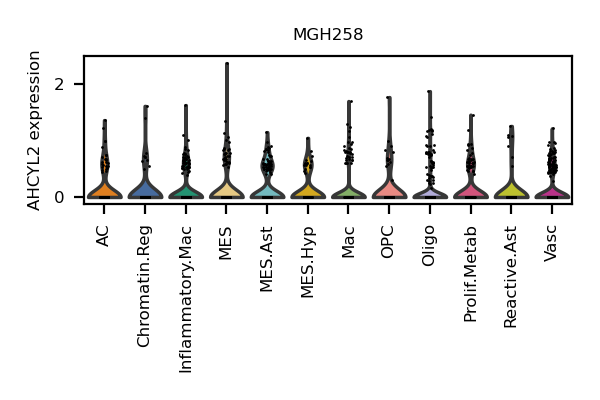 MGH258
AHCYL2 expression
2
0
AC
Chromatin.Reg
Inflammatory.Mac
MES
MES.Ast
MES.Hyp
Mac
OPC
Oligo
Prolif.Metab
Reactive.Ast
Vasc